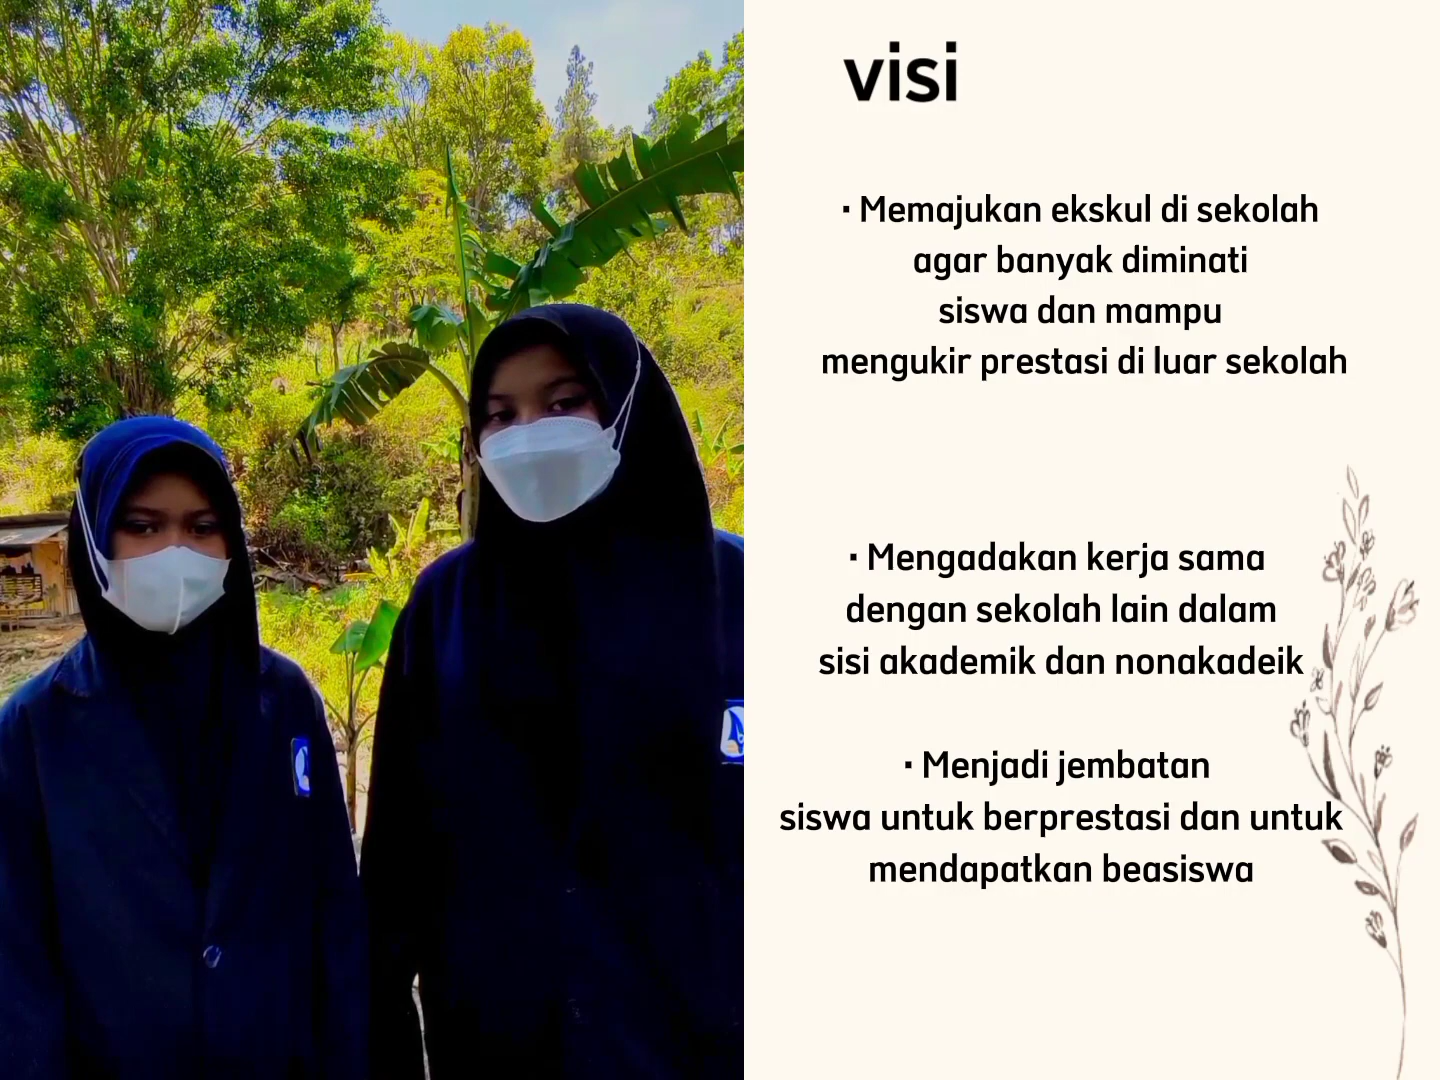 visi
· Memajukan ekskul di sekolah
agar banyak diminati
siswa dan mampu
mengukir prestasi di luar sekolah
· Mengadakan kerja sama
dengan sekolah lain dalam
sisi akademik dan nonakadeik
· Menjadi jembatan
siswa untuk berprestasi dan untuk
mendapatkan beasiswa